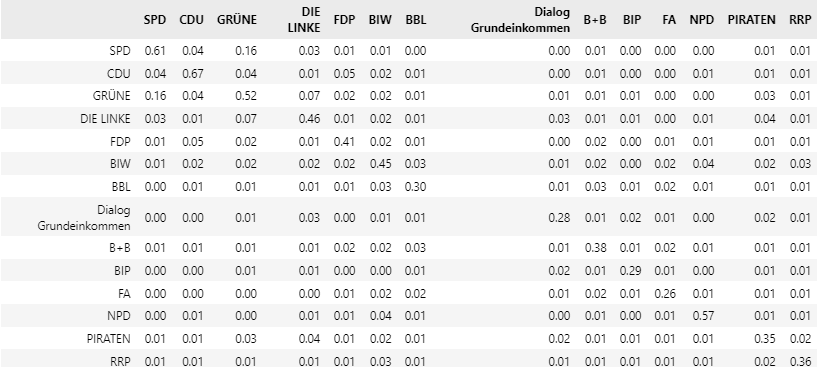 SPD CDU GRÜNE DIE LINKE FDP BIW BBL Dialog Grundeinkommen B+B BIP FA NPD PIRATEN RRP
SPD 0.61 0.04 0.16 0.03 0.01 0.01 0.00 0.00 0.01 0.00 0.00 0.00 0.01 0.01
CDU 0.04 0.67 0.04 0.01 0.05 0.02 0.01 0.00 0.01 0.00 0.00 0.01 0.01 0.01
GRÜNE 0.16 0.04 0.52 0.07 0.02 0.02 0.01 0.01 0.01 0.01 0.00 0.00 0.03 0.01
DIE LINKE 0.03 0.01 0.07 0.46 0.01 0.02 0.01 0.03 0.01 0.01 0.00 0.01 0.04 0.01
FDP 0.01 0.05 0.02 0.01 0.41 0.02 0.01 0.00 0.02 0.00 0.01 0.01 0.01 0.01
BIW 0.01 0.02 0.02 0.02 0.02 0.45 0.03 0.01 0.02 0.00 0.02 0.04 0.02 0.03
BBL 0.00 0.01 0.01 0.01 0.01 0.03 0.30 0.01 0.03 0.01 0.02 0.01 0.01 0.01
Dialog Grundeinkommen 0.00 0.00 0.01 0.03 0.00 0.01 0.01 0.28 0.01 0.02 0.01 0.00 0.02 0.01
B+B 0.01 0.01 0.01 0.01 0.02 0.02 0.03 0.01 0.38 0.01 0.02 0.01 0.01 0.01
BIP 0.00 0.00 0.01 0.01 0.00 0.00 0.01 0.02 0.01 0.29 0.01 0.00 0.01 0.01
FA 0.00 0.00 0.00 0.00 0.01 0.02 0.02 0.01 0.02 0.01 0.26 0.01 0.01 0.01
NPD 0.00 0.01 0.00 0.01 0.01 0.04 0.01 0.00 0.01 0.00 0.01 0.57 0.01 0.01
PIRATEN 0.01 0.01 0.03 0.04 0.01 0.02 0.01 0.02 0.01 0.01 0.01 0.01 0.35 0.02
RRP 0.01 0.01 0.01 0.01 0.01 0.03 0.01 0.01 0.01 0.01 0.01 0.01 0.02 0.36